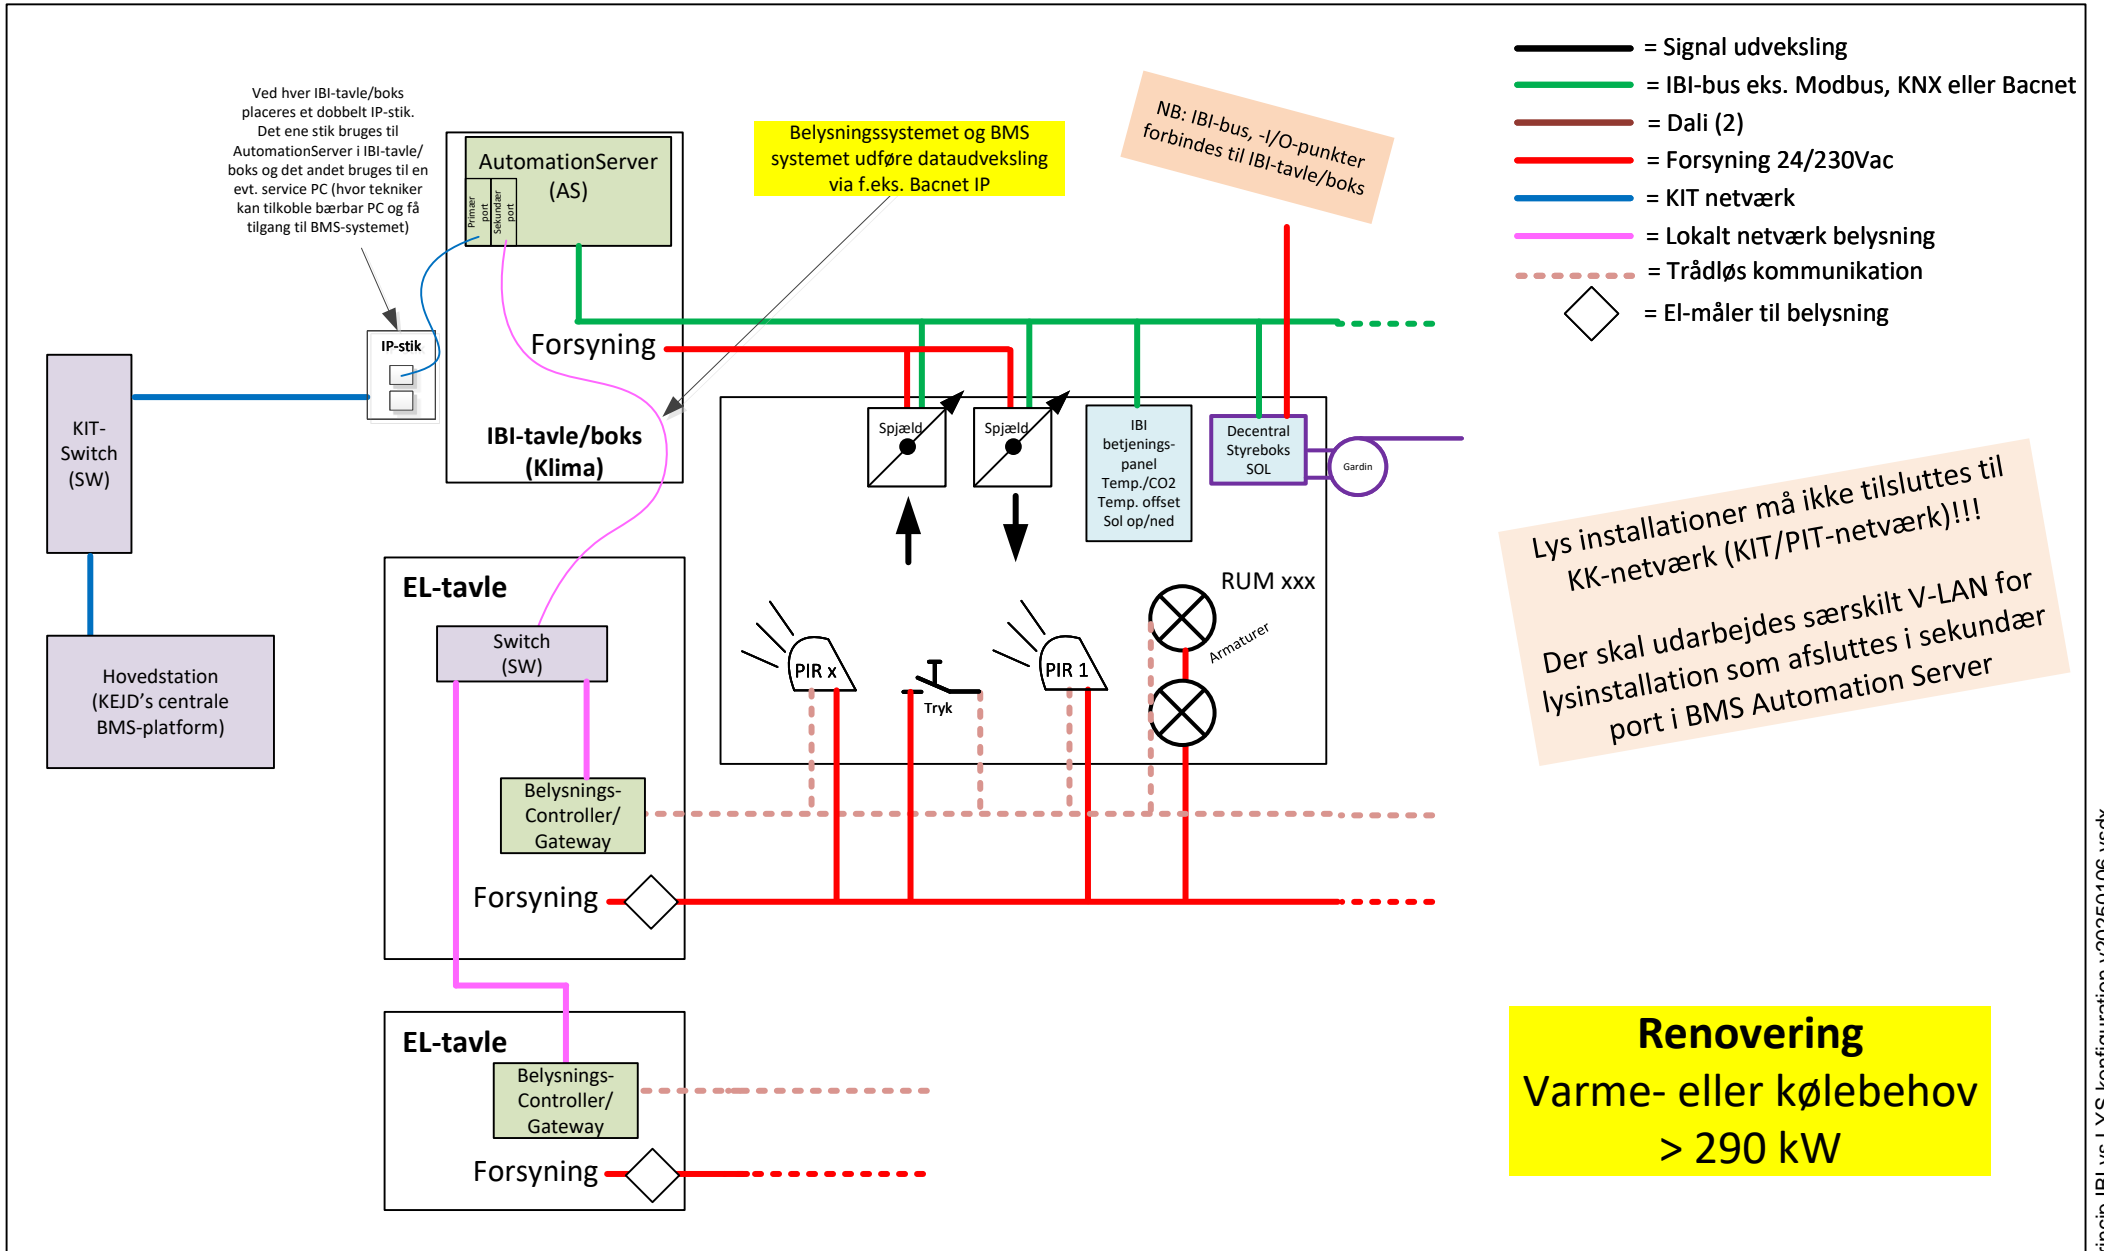 Ved hver IBI-tavle/boks
placeres et dobbelt IP-stik.
Det ene stik bruges til
AutomationServer i IBI-tavle/
boks og det andet bruges til en
evt. service PC (hvor tekniker
kan tilkoble bærbar PC og få
tilgang til BMS-systemet)
AutomationServer
(AS)
Primær
port
Sekundær
port
Belysningssystemet og BMS
systemet udføre dataudveksling
via f.eks. Bacnet IP
NB: IBI-bus, -I/O-punkter
forbindes til IBI-tavle/boks
= Signal udveksling
= IBI-bus eks. Modbus, KNX eller Bacnet
= Dali (2)
= Forsyning 24/230Vac
= KIT netværk
= Lokalt netværk belysning
= Trådløs kommunikation
= El-måler til belysning
IP-stik
Forsyning
IBI-tavle/boks
(Klima)
KIT-
Switch
(SW)
Hovedstation
(KEJD's centrale
BMS-platform)
Spjæld
Spjæld
IBI
betjenings-
panel
Temp./CO2
Temp. offset
Sol op/ned
Decentral
Styreboks
SOL
Gardin
RUM xxx
Armaturer
PIR x
Tryk
PIR 1
Lys installationer må ikke tilsluttes til
KK-netværk (KIT/PIT-netværk)!!!
Der skal udarbejdes særskilt V-LAN for
lysinstallation som afsluttes i sekundær
port i BMS Automation Server
EL-tavle
Switch
(SW)
Belysnings-
Controller/
Gateway
Forsyning
EL-tavle
Belysnings-
Controller/
Gateway
Forsyning
Renovering
Varme- eller kølebehov
> 290 kW
IBI vs LYS konfiguration v20250106.vsdx